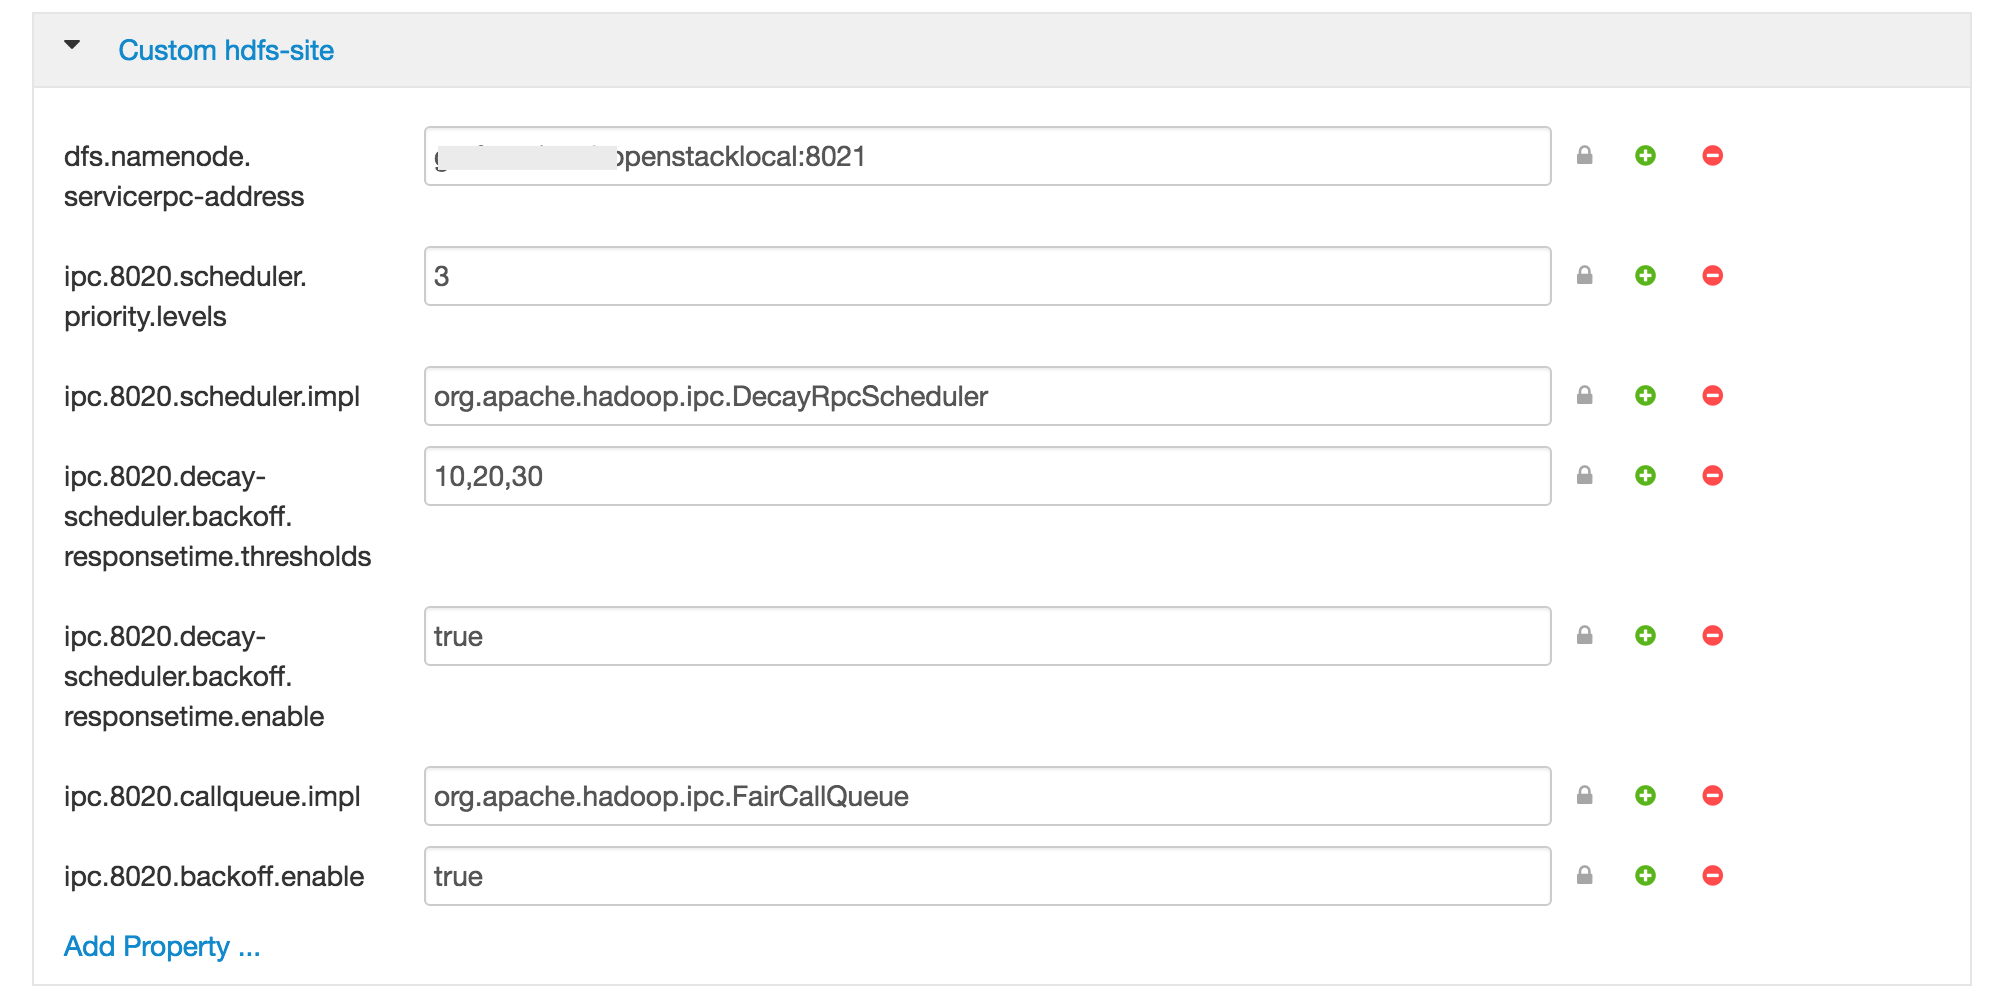 Custom hdfs-site
dfs.namenode.
servicerpc-address
openstacklocal:8021
ipc.8020.scheduler.
priority.levels
3
ipc.8020.scheduler.impl
org.apache.hadoop.ipc.DecayRpcScheduler
ipc.8020.decay-
scheduler.backoff.
responsetime.thresholds
10,20,30
ipc.8020.decay-
scheduler.backoff.
responsetime.enable
true
ipc.8020.callqueue.impl
org.apache.hadoop.ipc.FairCallQueue
ipc.8020.backoff.enable
true
Add Property ...